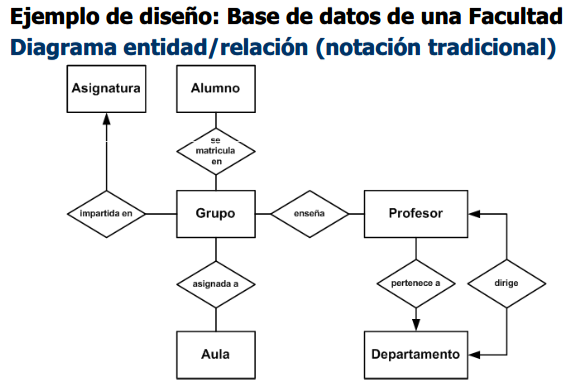 Ejemplo de diseño: Base de datos de una Facultad
Diagrama entidad/relación (notación tradicional)
Asignatura
Alumno
se
matricula
en
impartida en
Grupo
enseña
Profesor
asignada a
pertenece a
dirige
Aula
Departamento